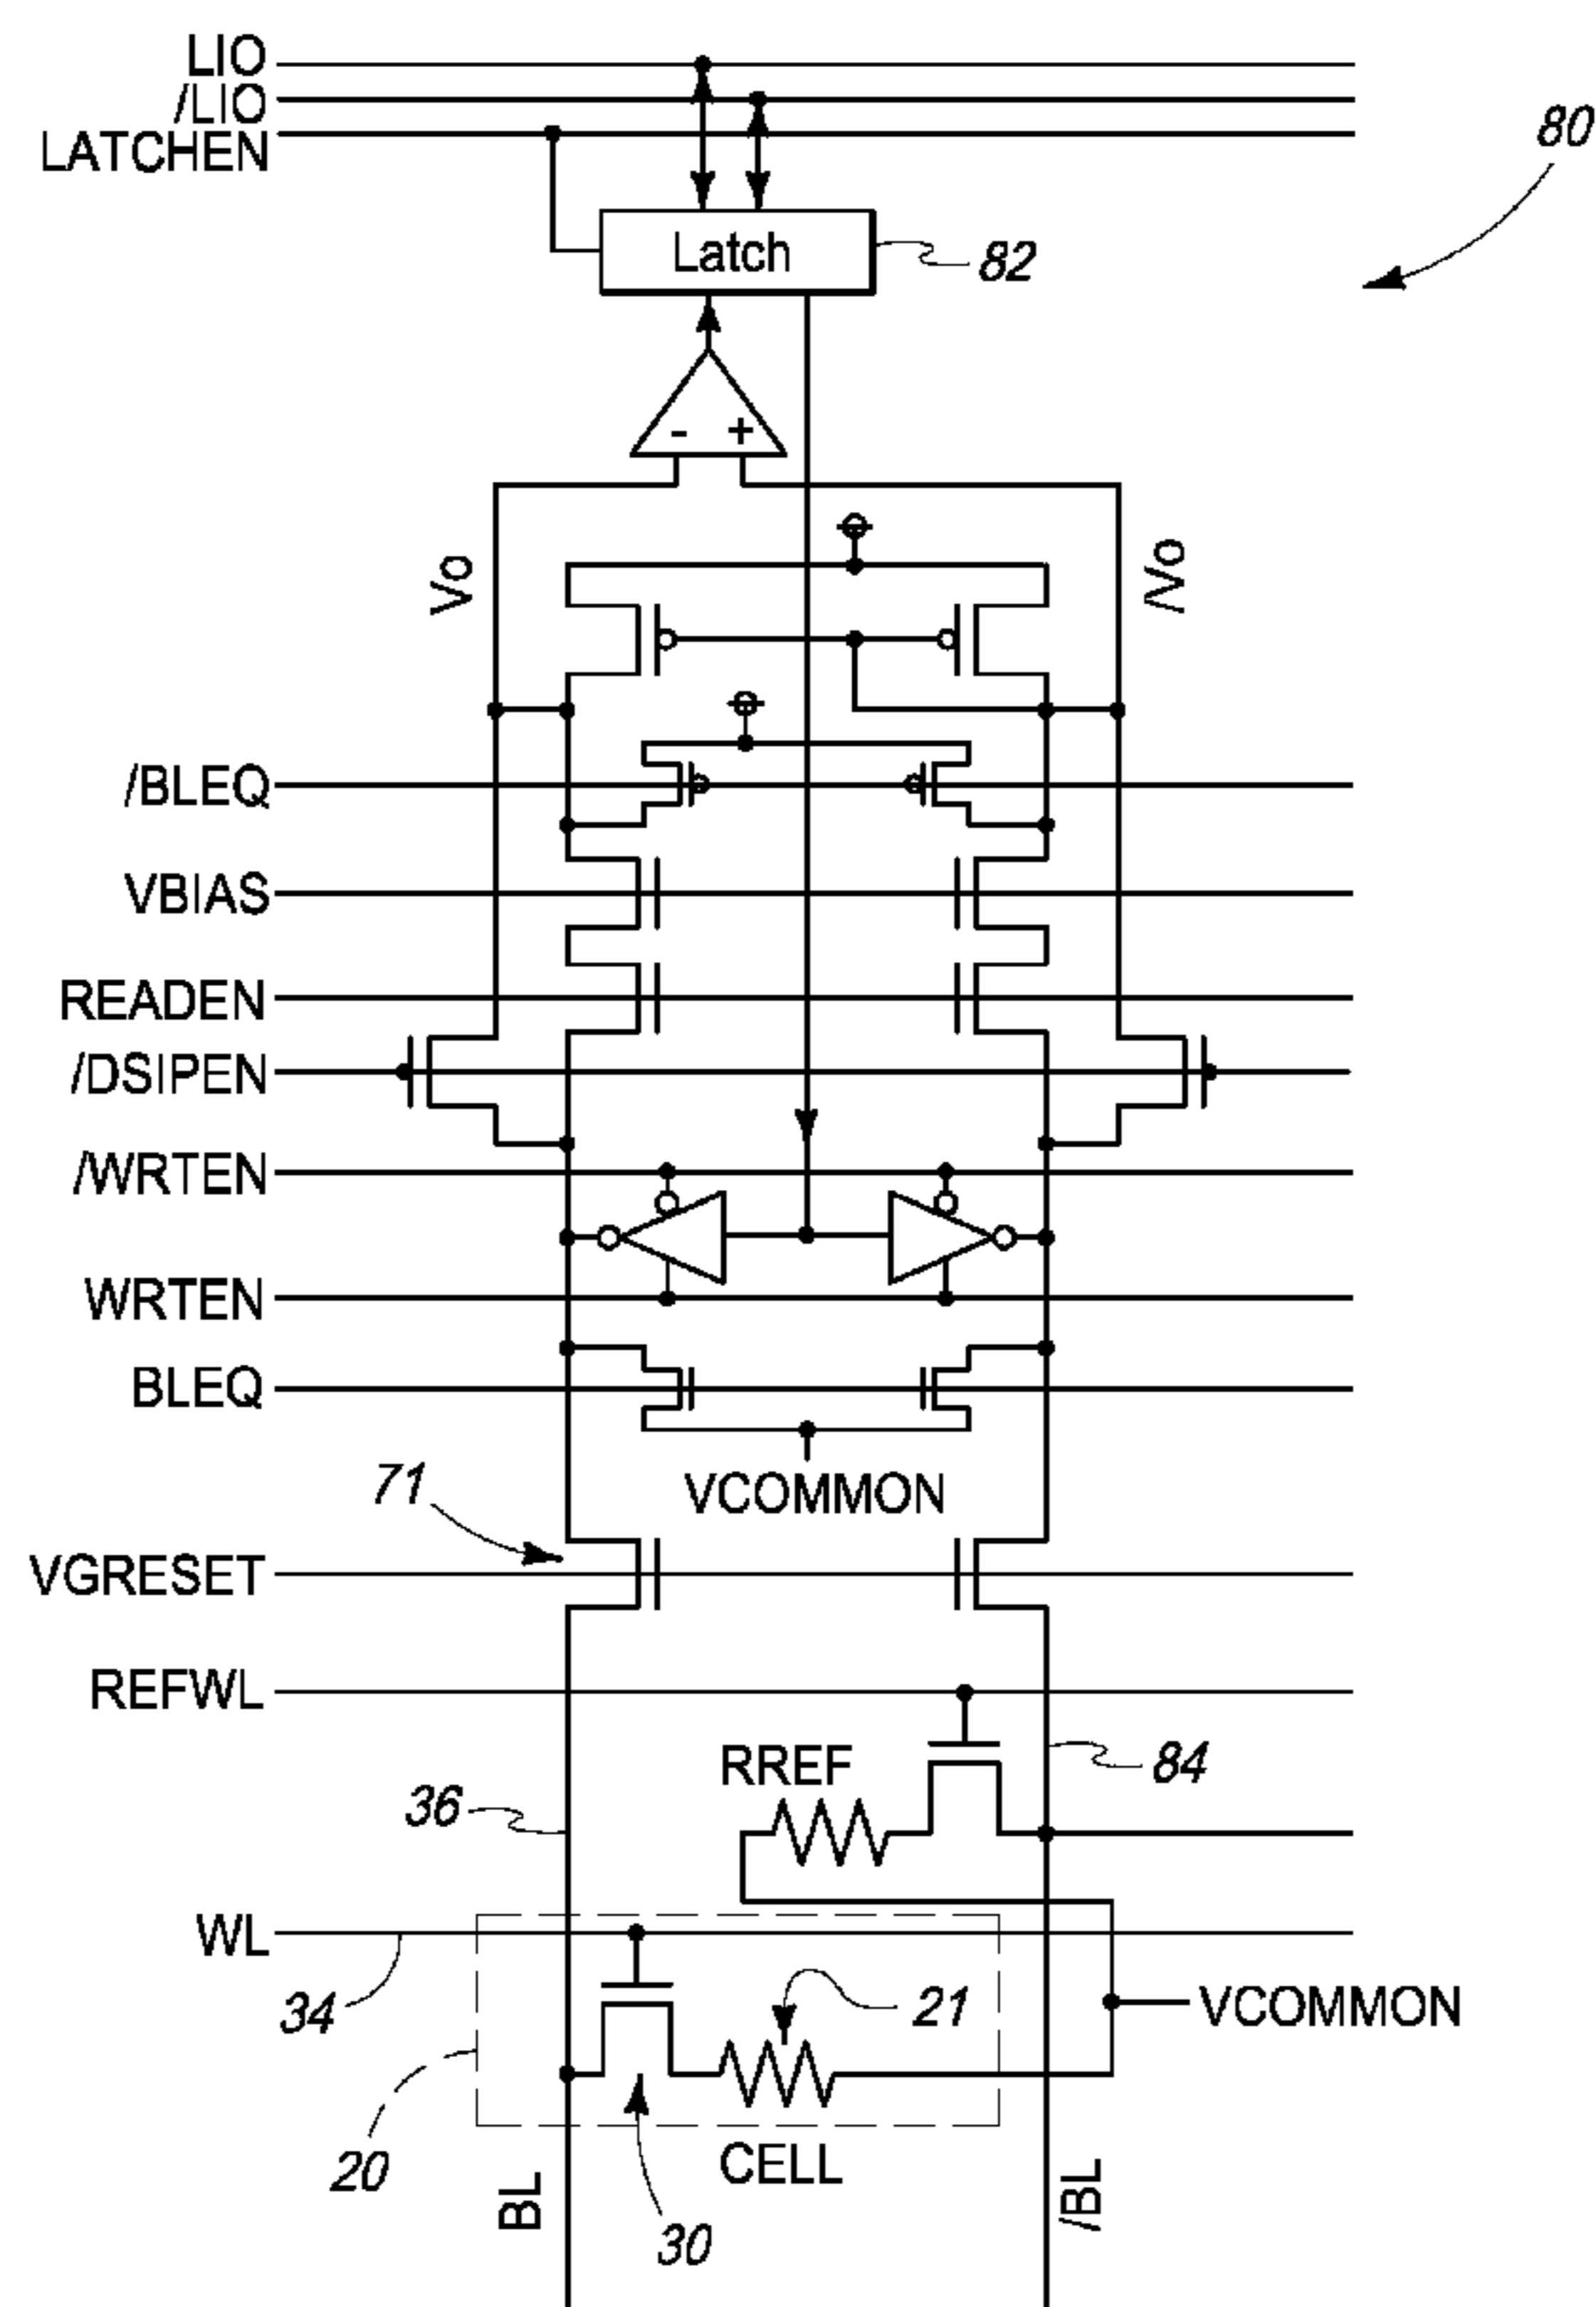 LIO
/LIO
LATCHEN
80
Latch
82
- +
Vo
/Vo
/BLEQ
VBIAS
READEN
/DSIPEN
/WRTEN
WRTEN
BLEQ
71
VCOMMON
VGRESET
REFWL
RREF
84
36
WL
34
21
VCOMMON
20
CELL
BL
/BL
30